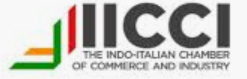 IICCI
THE INDO-ITALIAN CHAMBER
OF COMMERCE AND INDUSTRY